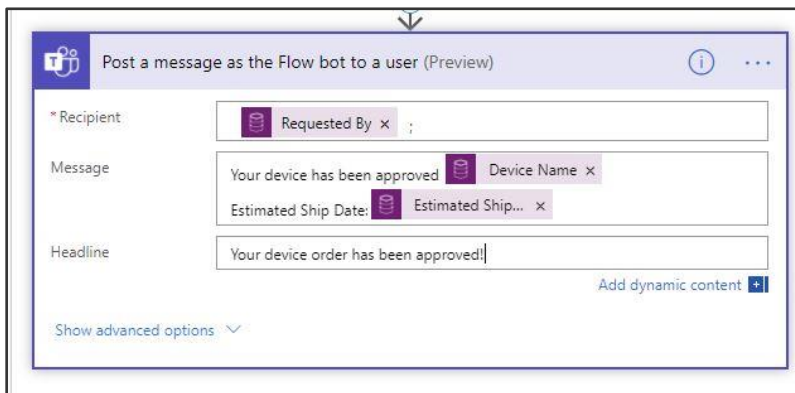 Post a message as the Flow bot to a user (Preview)
* Recipient
Requested By × ;
Message
Your device has been approved Device Name ×
Estimated Ship Date: Estimated Ship... ×
Headline
Your device order has been approved!
Add dynamic content
Show advanced options